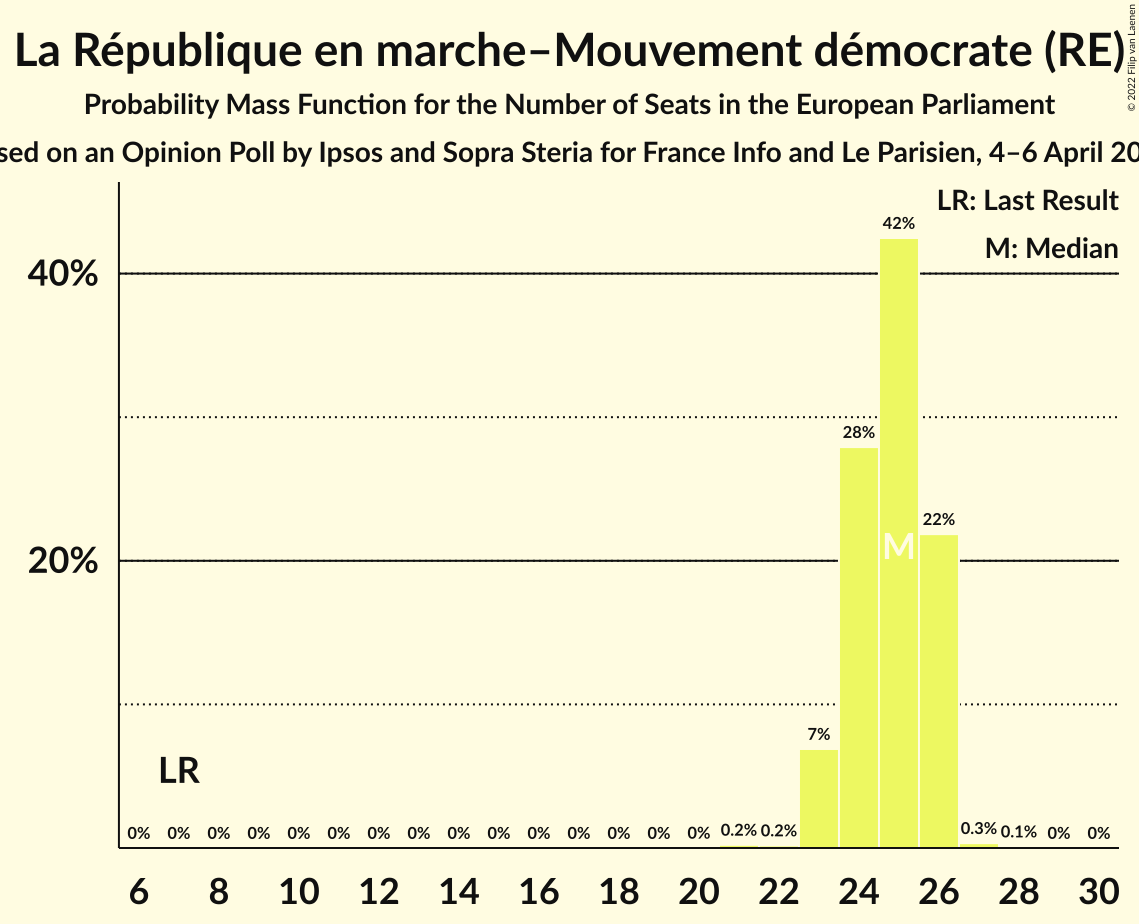 La République en marche–Mouvement démocrate (RE)
© 2022 Filip van Laenen
Probability Mass Function for the Number of Seats in the European Parliament
on an Opinion Poll by Ipsos and Sopra Steria for France Info and Le Parisien, 4–6 April
LR: Last Result
M: Median
42%
40%
28%
22%
M
20%
7%
LR
0% 0% 0% 0% 0% 0% 0% 0% 0% 0% 0% 0% 0% 0% 0% 0.2% 0.2% 0.3% 0.1% 0% 0%
6 8 10 12 14 16 18 20 22 24 26 28 30